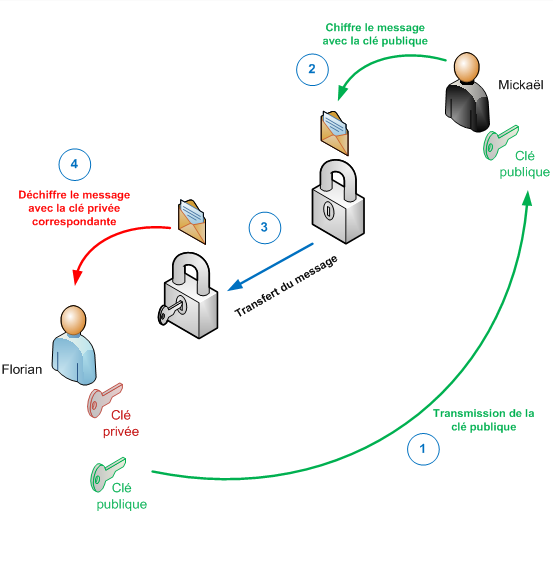 Chiffre le message
avec la clé publique
2
Mickaël
Clé
publique
4
Déchiffre le message
avec la clé privée
correspondante
3
Transfert du message
Florian
Clé
privée
Transmission de la
clé publique
1
Clé
publique